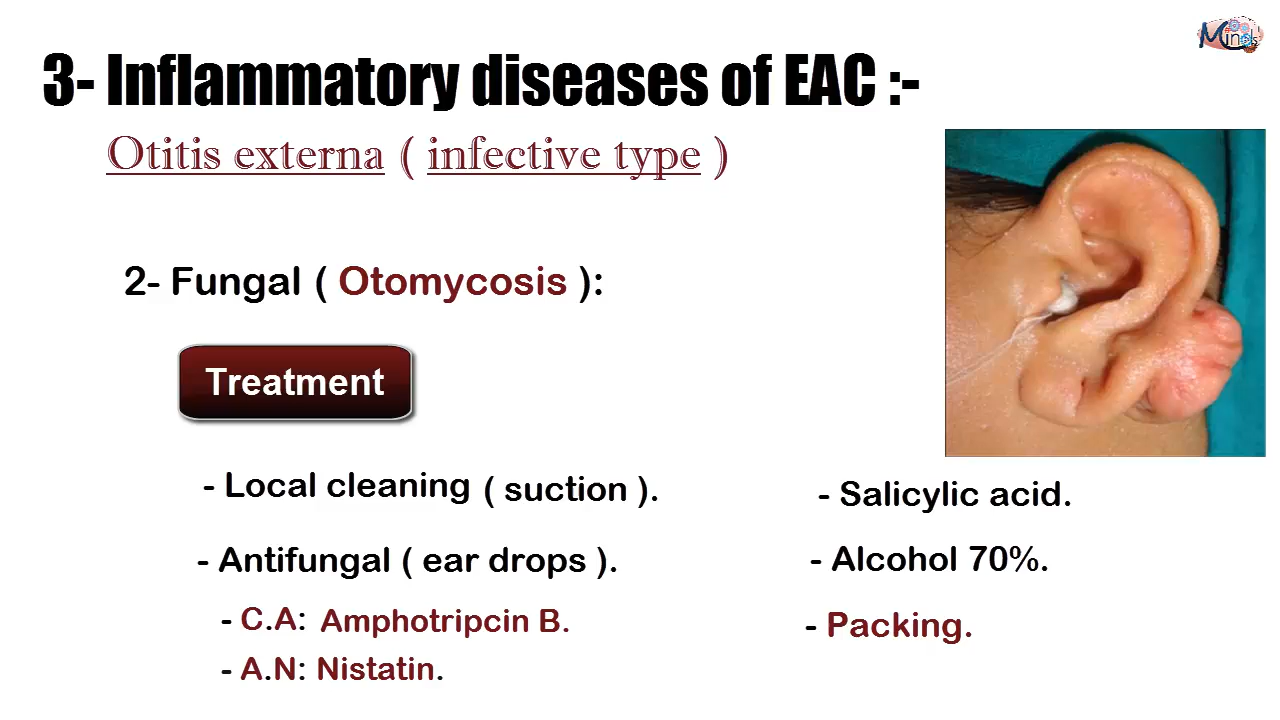 Minds
3- Inflammatory diseases of EAC :-
Otitis externa ( infective type )
2- Fungal ( Otomycosis ):
Treatment
- Local cleaning ( suction ).
- Antifungal ( ear drops ).
- C.A: Amphotripcin B.
- A.N: Nistatin.
- Salicylic acid.
- Alcohol 70%.
- Packing.